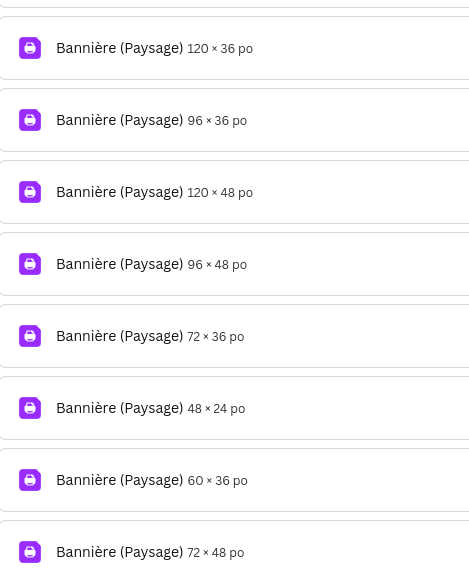 Bannière (Paysage) 120 × 36 po
Bannière (Paysage) 96 × 36 po
Bannière (Paysage) 120 × 48 po
Bannière (Paysage) 96 × 48 po
Bannière (Paysage) 72 × 36 po
Bannière (Paysage) 48 × 24 po
Bannière (Paysage) 60 × 36 po
Bannière (Paysage) 72 × 48 po